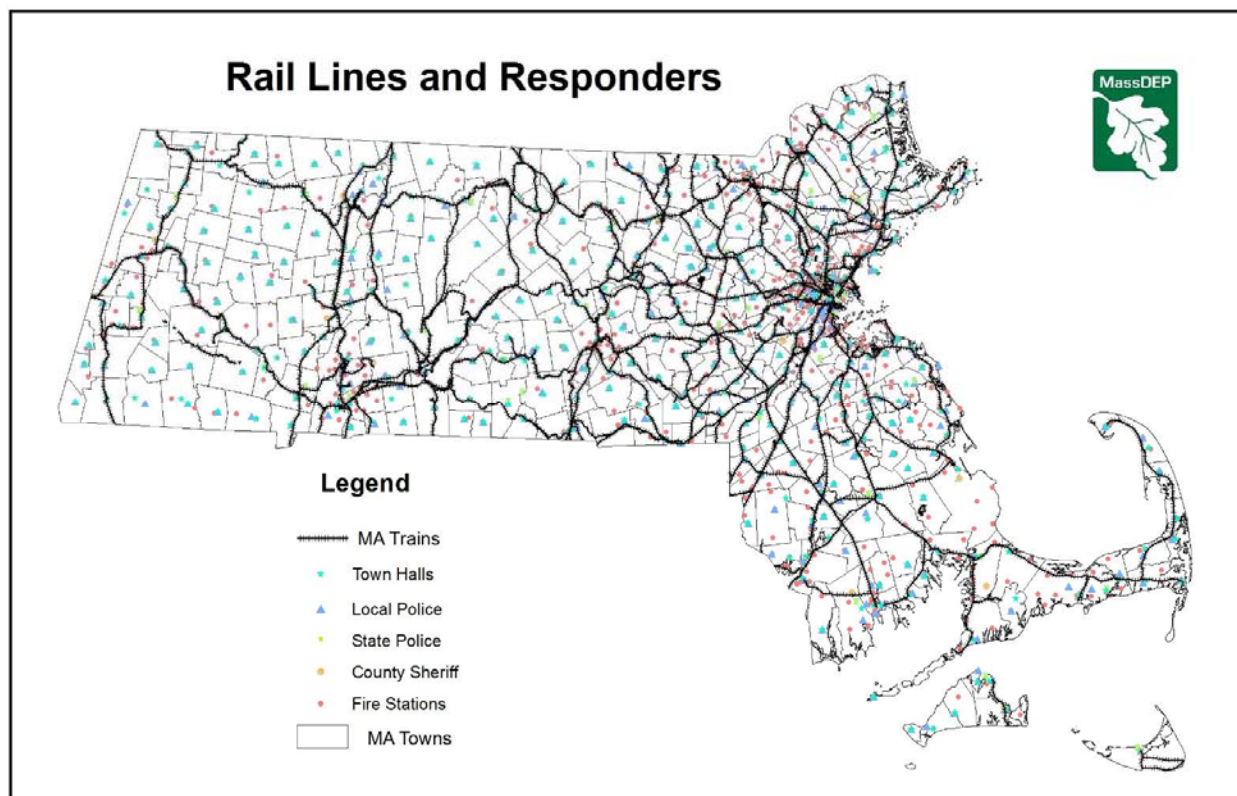 Rail Lines and Responders
MassDEP
Legend
MA Trains
Town Halls
Local Police
State Police
County Sheriff
Fire Stations
MA Towns